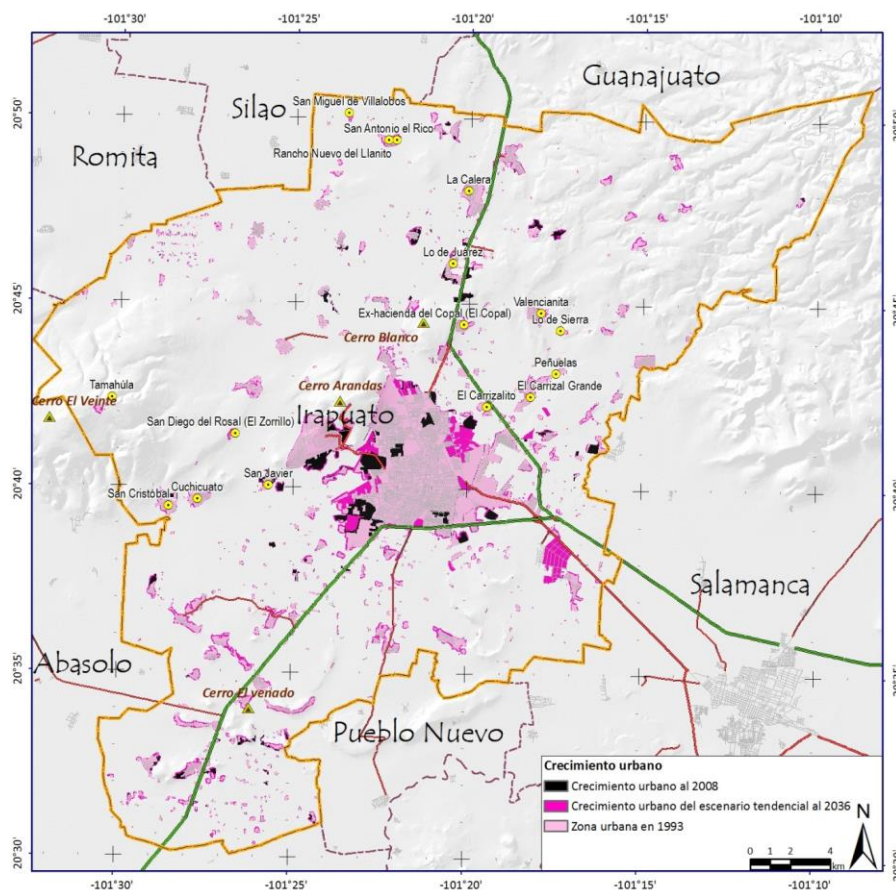 -101°30'
-101°25'
-101°20'
-101°15'
-101°10'
20°50'
Guanajuato
San Miguel de Villalobos
Silao
San Antonio el Rico
Romita
Rancho Nuevo del Llanito
La Calera
Lo de Juárez
20°45'
Valencianita
Ex-hacienda del Copal (El Copal)
Lo de Sierra
Cerro Blanco
Peñuelas
Cerro Arandas
El Carrizal Grande
Tamahúla
El Carrizalito
Cerro El Veinte
Irapuato
San Diego del Rosal (El Zorrillo)
20°40'
San Javier
Cuchicuato
San Cristóbal
Salamanca
20°35'
Abasolo
Cerro El venado
Pueblo Nuevo
Crecimiento urbano
Crecimiento urbano al 2008
Crecimiento urbano del escenario tendencial al 2036
Zona urbana en 1993
N
0 1 2 4
km
20°30'
-101°30'
-101°25'
-101°20'
-101°15'
-101°10'